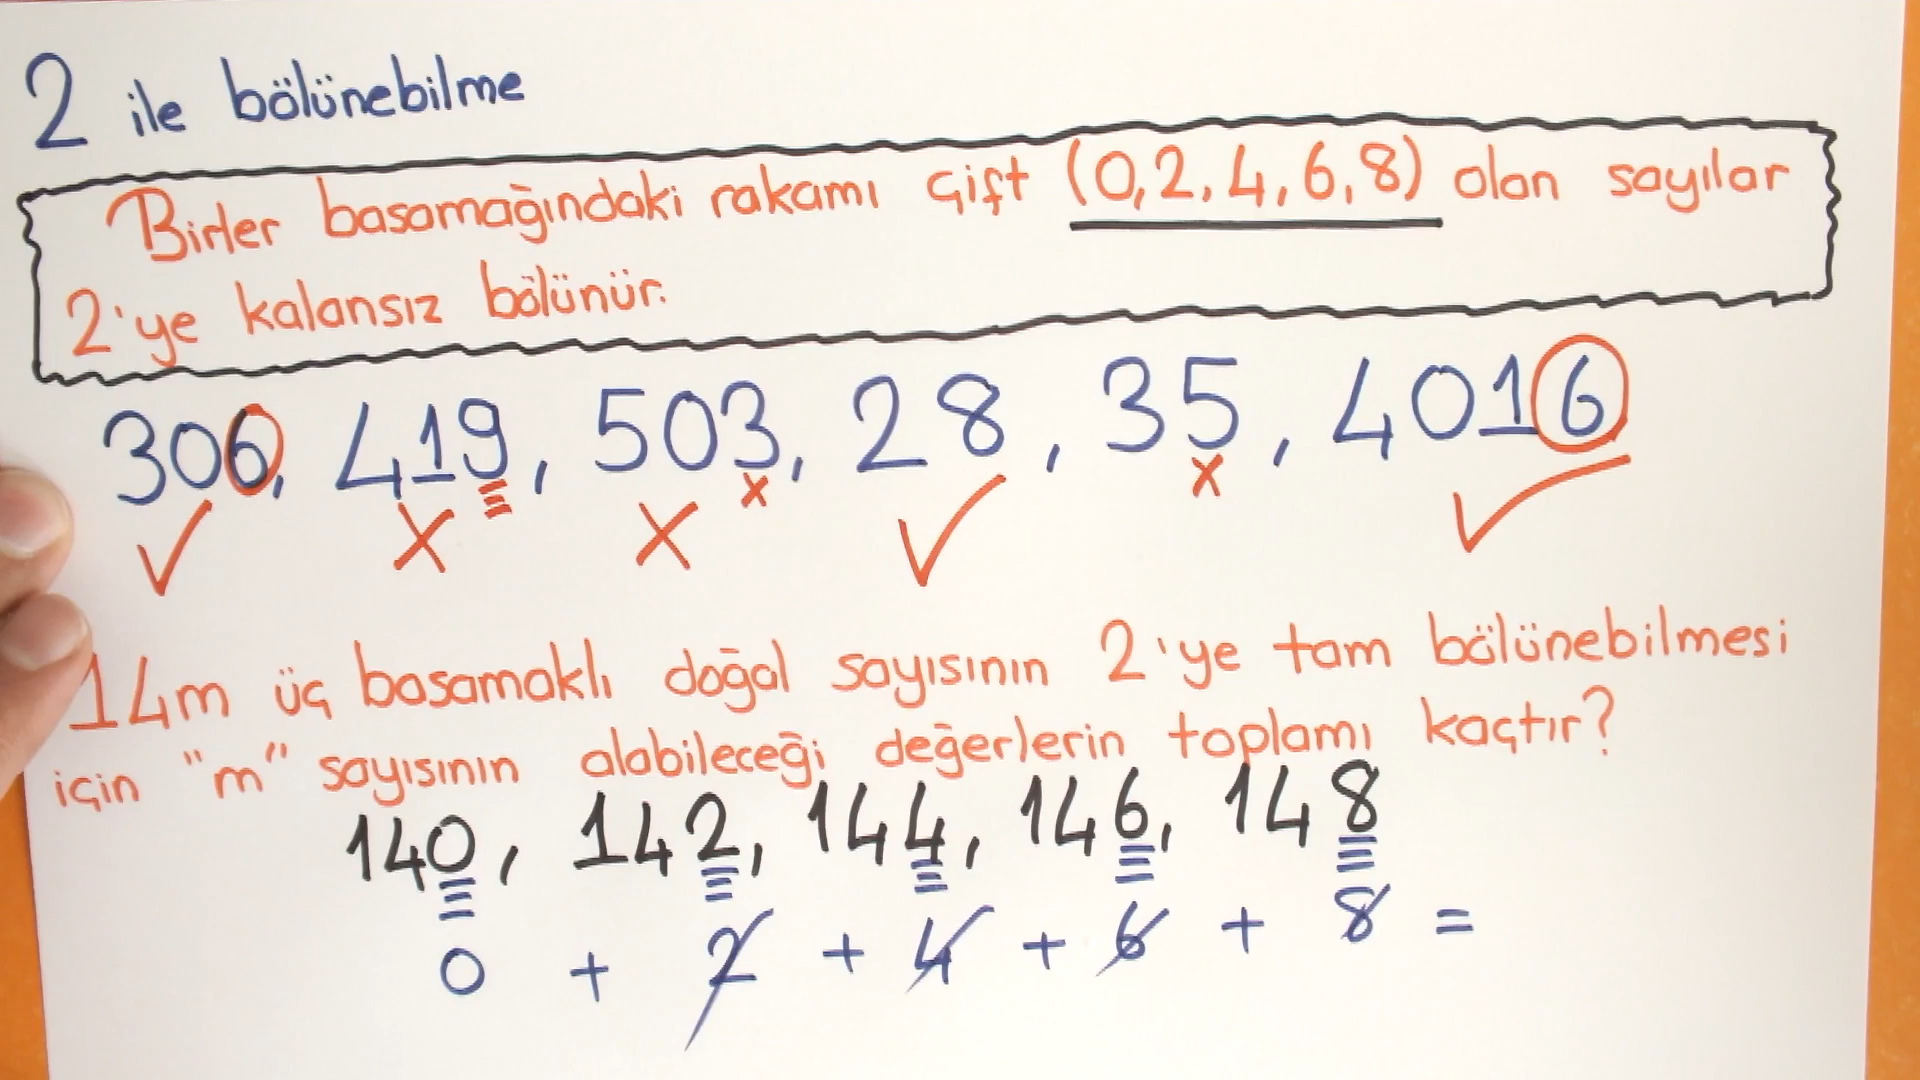 2 ile bölünebilme
Birler basamağındaki rakamı çift (0,2,4,6,8) olan sayılar
2'ye kalansız bölünür.
306, 419, 503, 28, 35, 4016
14m üç basamaklı doğal sayısının 2'ye tam bölünebilmesi
için "m" sayısının alabileceği değerlerin toplamı kaçtır?
140, 142, 144, 146, 148
0 + 2 + 4 + 6 + 8 =